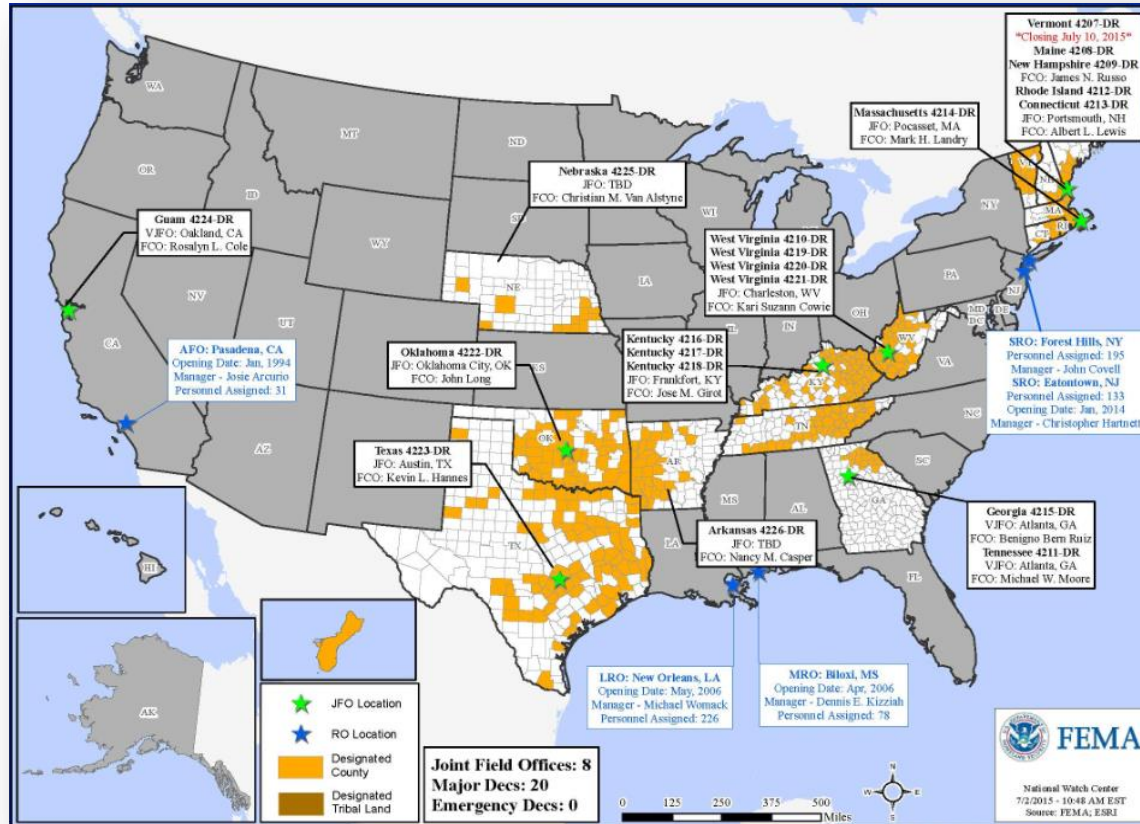 Vermont 4207-DR
*Closing July 10, 2015*
Maine 4208-DR
New Hampshire 4209-DR
FCO: James N. Russo
Rhode Island 4212-DR
Connecticut 4213-DR
JFO: Portsmouth, NH
FCO: Albert L. Lewis
Massachusetts 4214-DR
JFO: Pocasset, MA
FCO: Mark H. Landry
Nebraska 4225-DR
JFO: TBD
FCO: Christian M. Van Alstyne
Guam 4224-DR
VJFO: Oakland, CA
FCO: Rosalyn L. Cole
West Virginia 4210-DR
West Virginia 4219-DR
West Virginia 4220-DR
West Virginia 4221-DR
JFO: Charleston, WV
FCO: Kari Suzann Cowie
Kentucky 4216-DR
Kentucky 4217-DR
Kentucky 4218-DR
JFO: Frankfort, KY
FCO: Jose M. Girot
AFO: Pasadena, CA
Opening Date: Jan, 1994
Manager - Josie Arcurio
Personnel Assigned: 31
Oklahoma 4222-DR
JFO: Oklahoma City, OK
FCO: John Long
SRO: Forest Hills, NY
Personnel Assigned: 195
Manager - John Covell
SRO: Eatontown, NJ
Personnel Assigned: 133
Opening Date: Jan, 2014
Manager - Christopher Hartnett
Texas 4223-DR
JFO: Austin, TX
FCO: Kevin L. Hannes
Arkansas 4226-DR
JFO: TBD
FCO: Nancy M. Casper
Georgia 4215-DR
VJFO: Atlanta, GA
FCO: Benigno Bern Ruiz
Tennessee 4211-DR
VJFO: Atlanta, GA
FCO: Michael W. Moore
LRO: New Orleans, LA
Opening Date: May, 2006
Manager - Michael Womack
Personnel Assigned: 226
MRO: Biloxi, MS
Opening Date: Apr, 2006
Manager - Dennis E. Kizziah
Personnel Assigned: 78
WA
MT
ND
OR
ID
WY
SD
WI
IA
NE
NV
UT
CA
AZ
KS
OK
TX
AR
LA
MS
AL
GA
FL
SC
NC
TN
KY
VA
WV
OH
IN
IL
PA
NY
NJ
MD
DC
DE
VT
NH
MA
CT
RI
HI
AK
JFO Location
RO Location
Designated
County
Designated
Tribal Land
Joint Field Offices: 8
Major Decs: 20
Emergency Decs: 0
0 125 250 375 500
Miles
N
W
E
S
FEMA
National Watch Center
7/2/2015 - 10:48 AM EST
Source: FEMA; ESRI